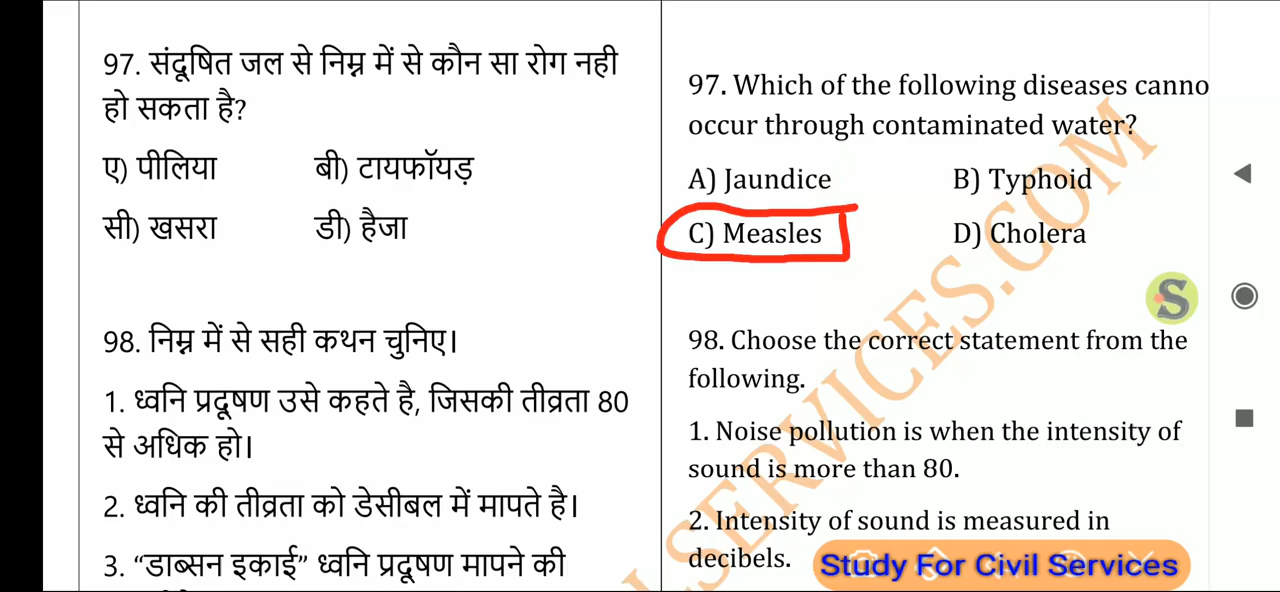 97. संदूषित जल से निम्न में से कौन सा रोग नही
हो सकता है?
ए) पीलिया बी) टायफॉयड़
सी) खसरा डी) हैजा
98. निम्न में से सही कथन चुनिए।
1. ध्वनि प्रदूषण उसे कहते है, जिसकी तीव्रता 80
से अधिक हो।
2. ध्वनि की तीव्रता को डेसीबल में मापते है।
3. “डाब्सन इकाई” ध्वनि प्रदूषण मापने की
97. Which of the following diseases canno
occur through contaminated water?
A) Jaundice B) Typhoid
C) Measles D) Cholera
98. Choose the correct statement from the
following.
1. Noise pollution is when the intensity of
sound is more than 80.
2. Intensity of sound is measured in
decibels.
Study For Civil Services
LSERVICES.COM
S